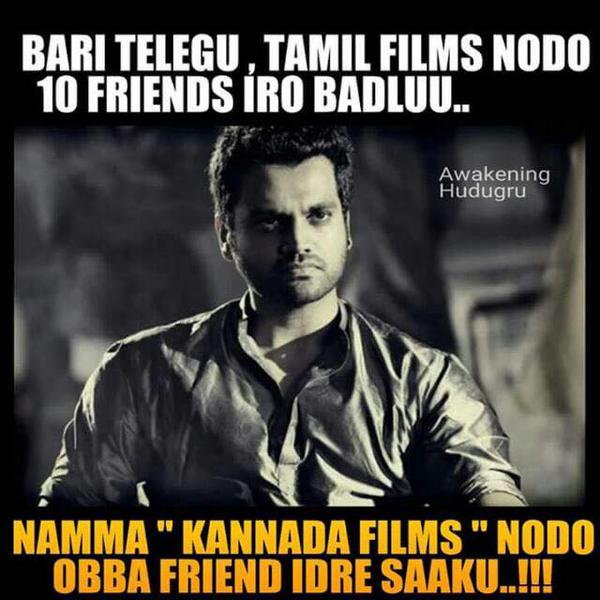 BARI TELEGU , TAMIL FILMS NODO
10 FRIENDS IRO BADLUU..
Awakening
Hudugru
NAMMA " KANNADA FILMS " NODO
OBBA FRIEND IDRE SAAKU..!!!